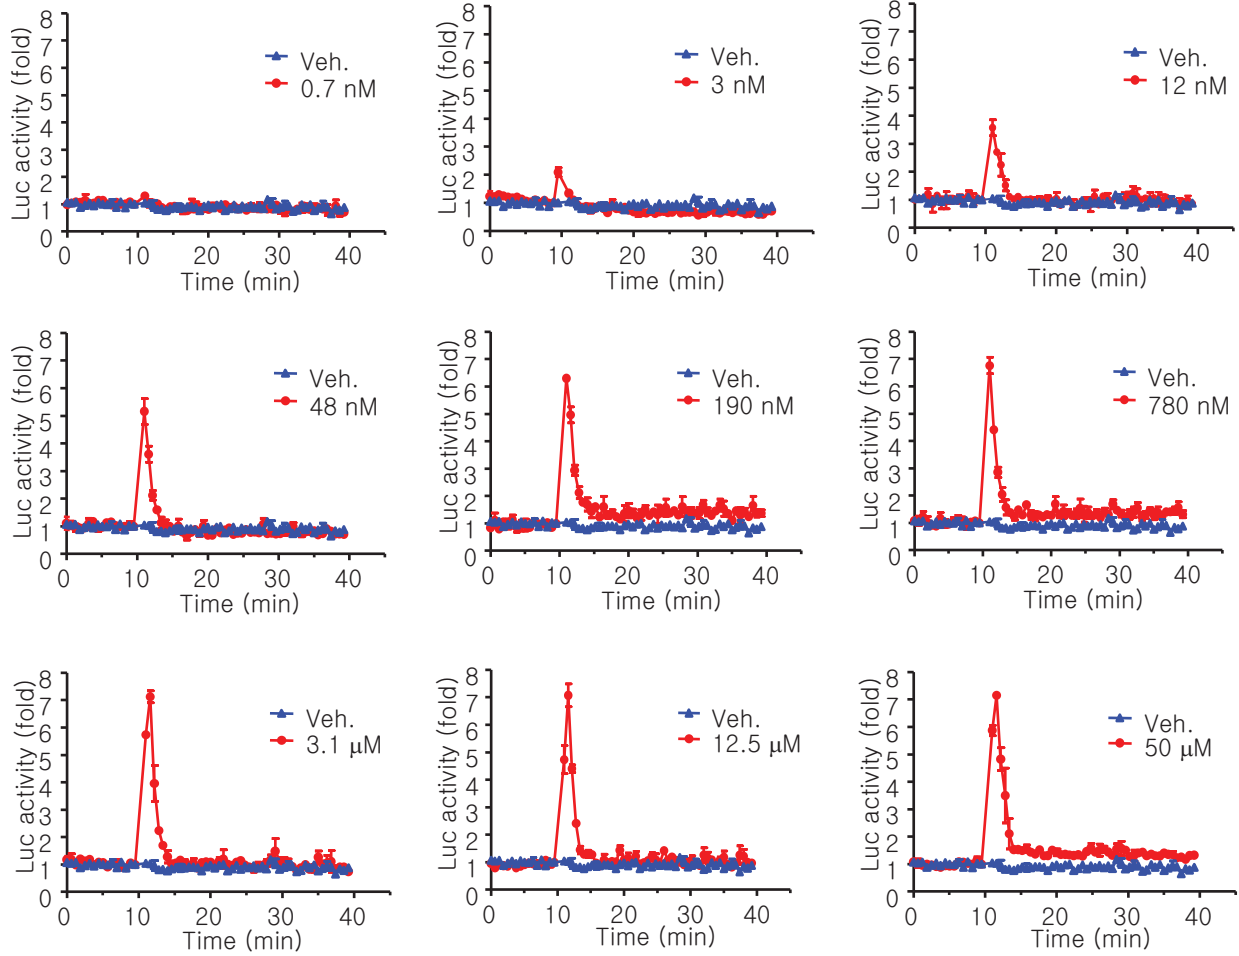 Luc activity (fold)
8
7
6
5
4
3
2
1
0
Veh.
0.7 nM
0 10 20 30 40
Time (min)
Luc activity (fold)
8
7
6
5
4
3
2
1
0
Veh.
3 nM
0 10 20 30 40
Time (min)
Luc activity (fold)
8
7
6
5
4
3
2
1
0
Veh.
12 nM
0 10 20 30 40
Time (min)
Luc activity (fold)
8
7
6
5
4
3
2
1
0
Veh.
48 nM
0 10 20 30 40
Time (min)
Luc activity (fold)
8
7
6
5
4
3
2
1
0
Veh.
190 nM
0 10 20 30 40
Time (min)
Luc activity (fold)
8
7
6
5
4
3
2
1
0
Veh.
780 nM
0 10 20 30 40
Time (min)
Luc activity (fold)
8
7
6
5
4
3
2
1
0
Veh.
3.1 μM
0 10 20 30 40
Time (min)
Luc activity (fold)
8
7
6
5
4
3
2
1
0
Veh.
12.5 μM
0 10 20 30 40
Time (min)
Luc activity (fold)
8
7
6
5
4
3
2
1
0
Veh.
50 μM
0 10 20 30 40
Time (min)